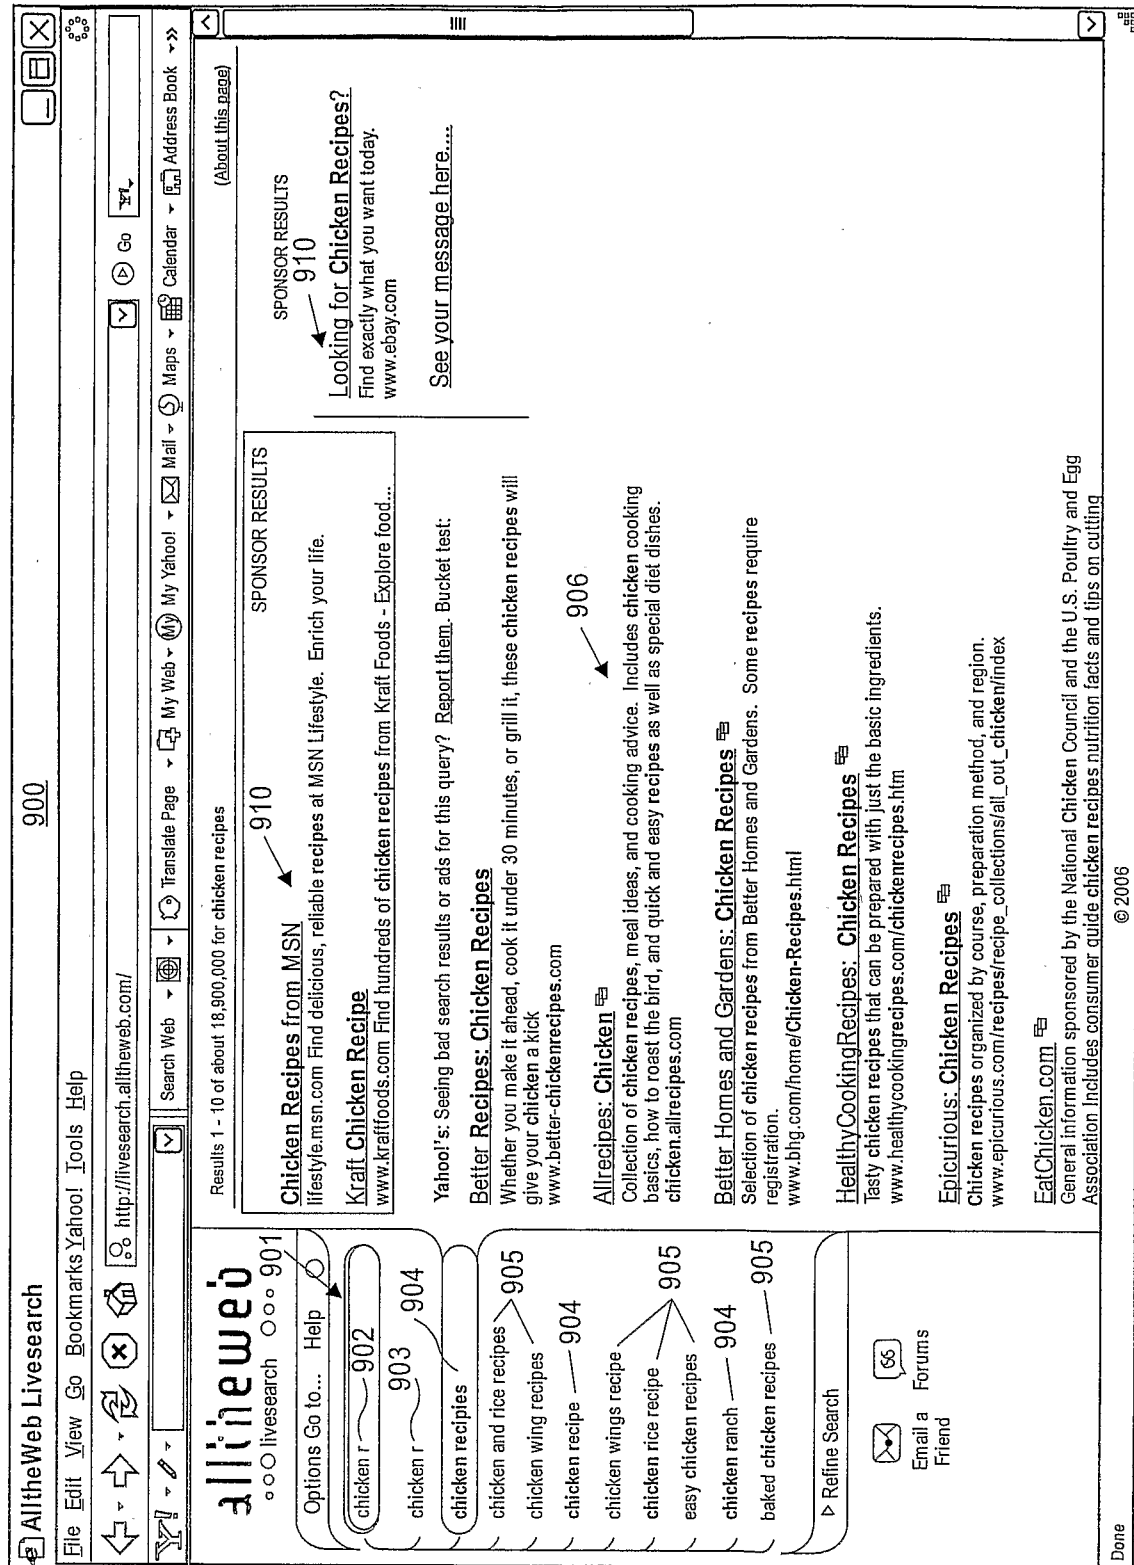 900
AlltheWeb Livesearch
File Edit View Go Bookmarks Yahoo! Tools Help
http://livesearch.alltheweb.com/ Go
Y! Search Web Translate Page My Web My My Yahoo! Mail Maps Calendar Address Book
alltheweb
livesearch
901
Options Go to... Help
chicken r 902
903
chicken r
904
chicken recipies
chicken and rice recipes
905
chicken wing recipes
chicken recipe 904
chicken wings recipe
chicken rice recipe 905
easy chicken recipes
chicken ranch 904
baked chicken recipes 905
Refine Search
Email a Friend
Forums
Results 1 - 10 of about 18,900,000 for chicken recipes
(About this page)
910
SPONSOR RESULTS
Chicken Recipes from MSN
lifestyle.msn.com Find delicious, reliable recipes at MSN Lifestyle. Enrich your life.
Kraft Chicken Recipe
www.kraftfoods.com Find hundreds of chicken recipes from Kraft Foods - Explore food...
Yahoo!'s: Seeing bad search results or ads for this query? Report them. Bucket test:
Better Recipes: Chicken Recipes
Whether you make it ahead, cook it under 30 minutes, or grill it, these chicken recipes will
give your chicken a kick
www.better-chickenrecipes.com
906
Allrecipes: Chicken
Collection of chicken recipes, meal ideas, and cooking advice. Includes chicken cooking
basics, how to roast the bird, and quick and easy recipes as well as special diet dishes.
chicken.allrecipes.com
Better Homes and Gardens: Chicken Recipes
Selection of chicken recipes from Better Homes and Gardens. Some recipes require
registration.
www.bhg.com/home/Chicken-Recipes.html
HealthyCookingRecipes: Chicken Recipes
Tasty chicken recipes that can be prepared with just the basic ingredients.
www.healthycookingrecipes.com/chickenrecipes.htm
Epicurious: Chicken Recipes
Chicken recipes organized by course, preparation method, and region.
www.epicurious.com/recipes/recipe_collections/all_out_chicken/index
EatChicken.com
General information sponsored by the National Chicken Council and the U.S. Poultry and Egg
Association Includes consumer guide chicken recipes nutrition facts and tips on cutting
SPONSOR RESULTS
910
Looking for Chicken Recipes?
Find exactly what you want today.
www.ebay.com
See your message here....
Done
© 2006